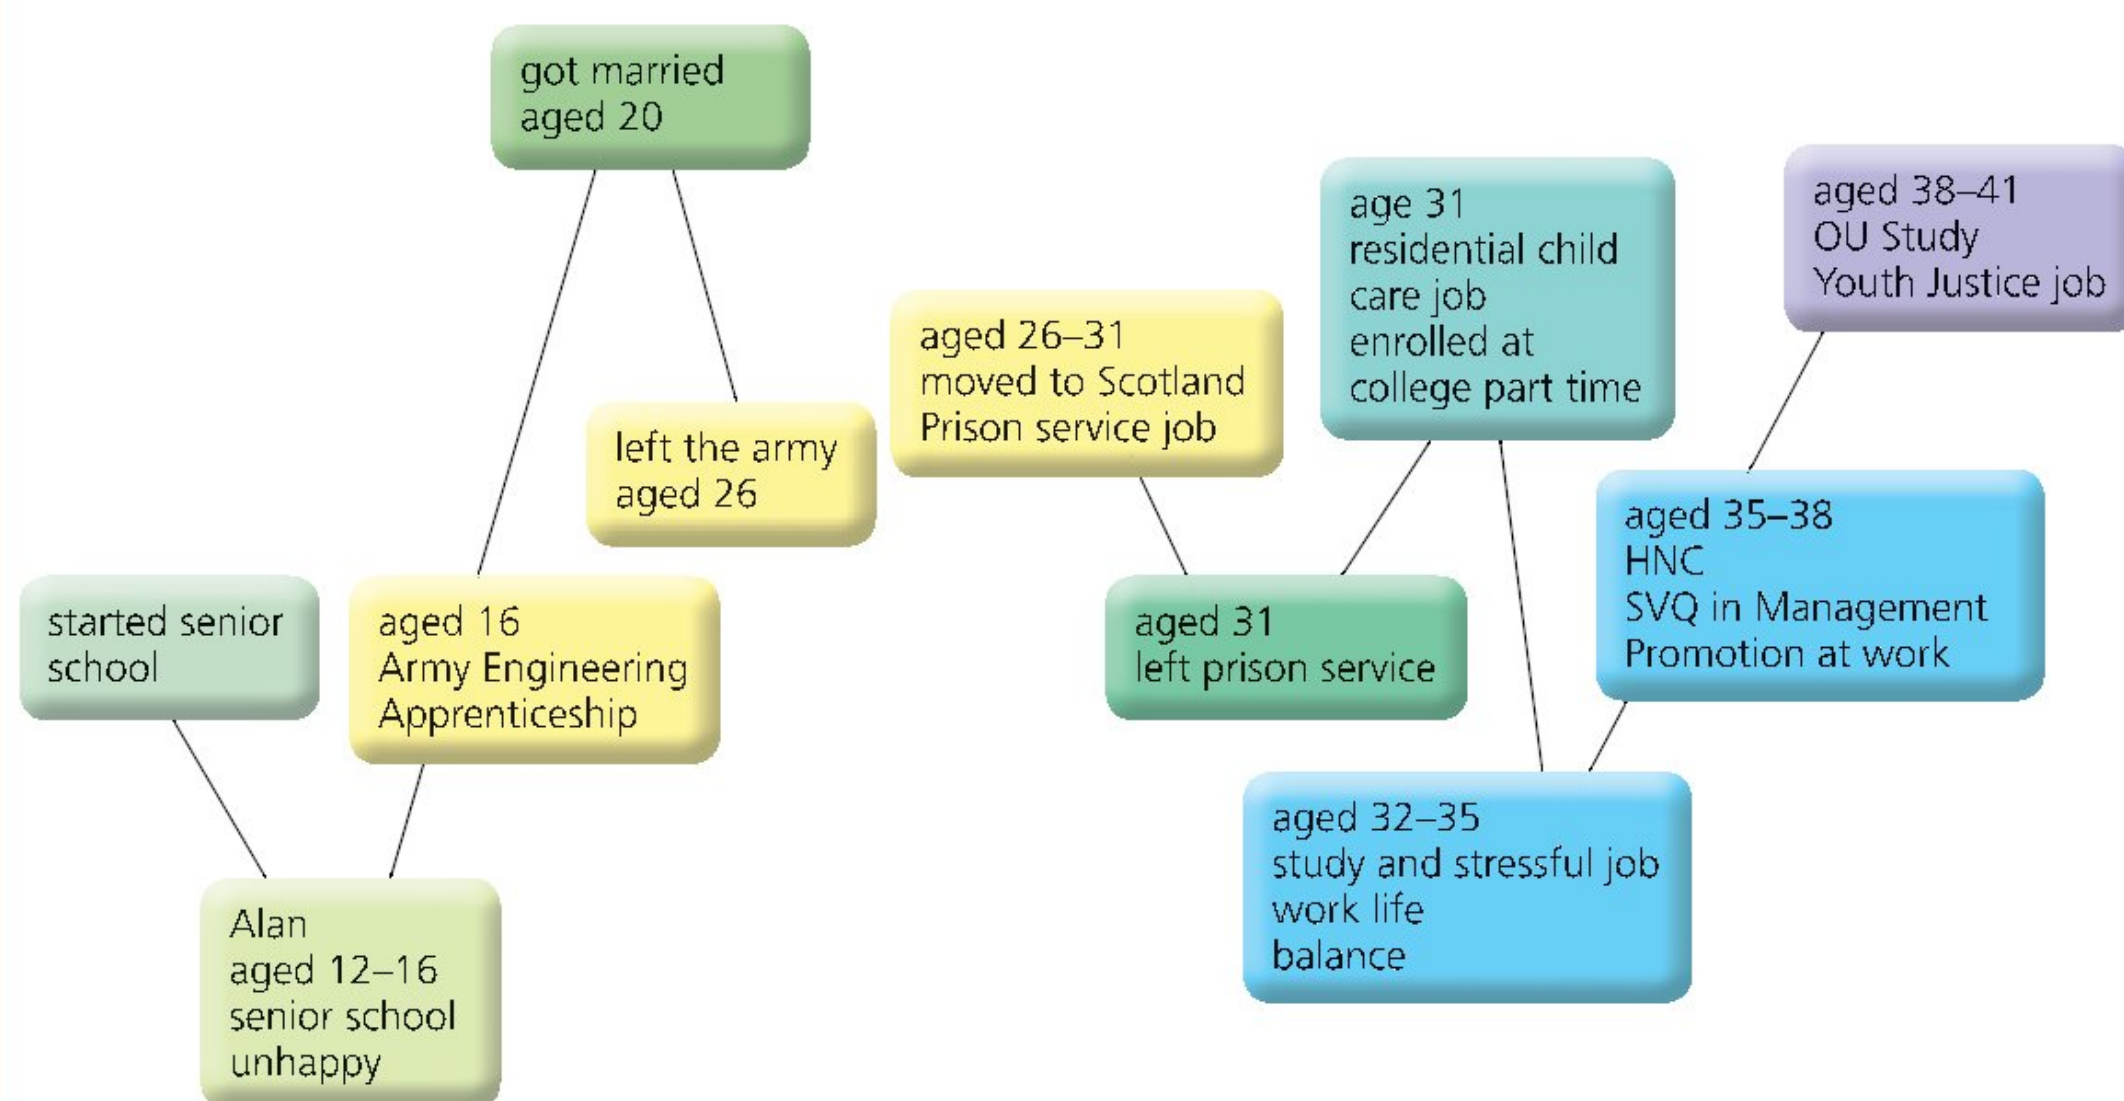 got married
aged 20
started senior
school
Alan
aged 12–16
senior school
unhappy
aged 16
Army Engineering
Apprenticeship
left the army
aged 26
aged 26–31
moved to Scotland
Prison service job
aged 31
left prison service
age 31
residential child
care job
enrolled at
college part time
aged 32–35
study and stressful job
work life
balance
aged 35–38
HNC
SVQ in Management
Promotion at work
aged 38–41
OU Study
Youth Justice job